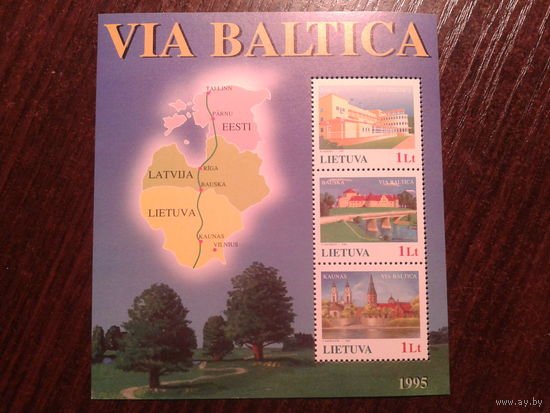 VIA BALTICA
TALLINN
PÄRNU
EESTI
LATVIJA
RĪGA
BAUSKA
LIETUVA
KAUNAS
VILNIUS
LIETUVA 1Lt
BAUSKA VIA BALTICA
LIETUVA 1Lt
KAUNAS VIA BALTICA
LIETUVA 1Lt
1995
www.ay.by